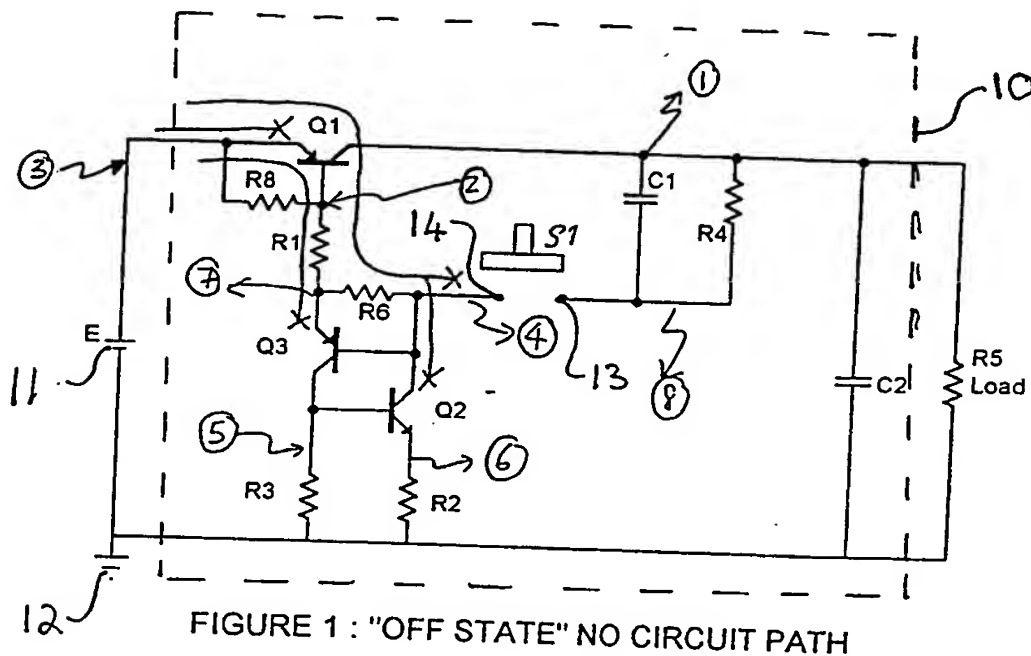 1
10
3
Q1
R8
2
C1
R4
14
S1
R1
7
R6
4
13
8
E
Q3
11
R5
Load
C2
Q2
5
6
R3
R2
12
FIGURE 1 : "OFF STATE" NO CIRCUIT PATH